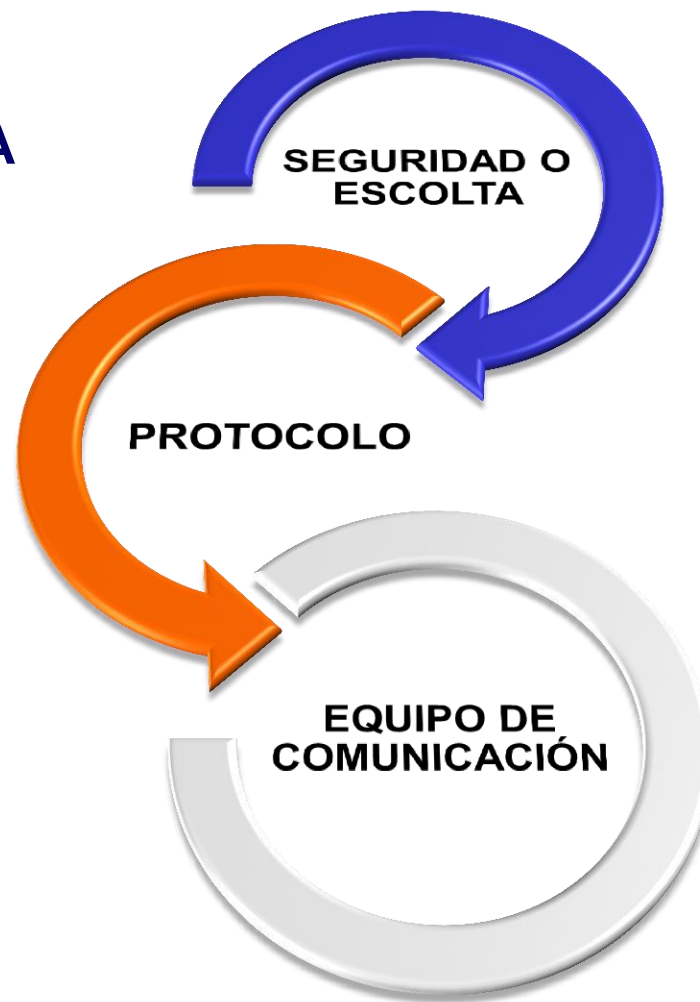 A
SEGURIDAD O
ESCOLTA
PROTOCOLO
EQUIPO DE
COMUNICACIÓN